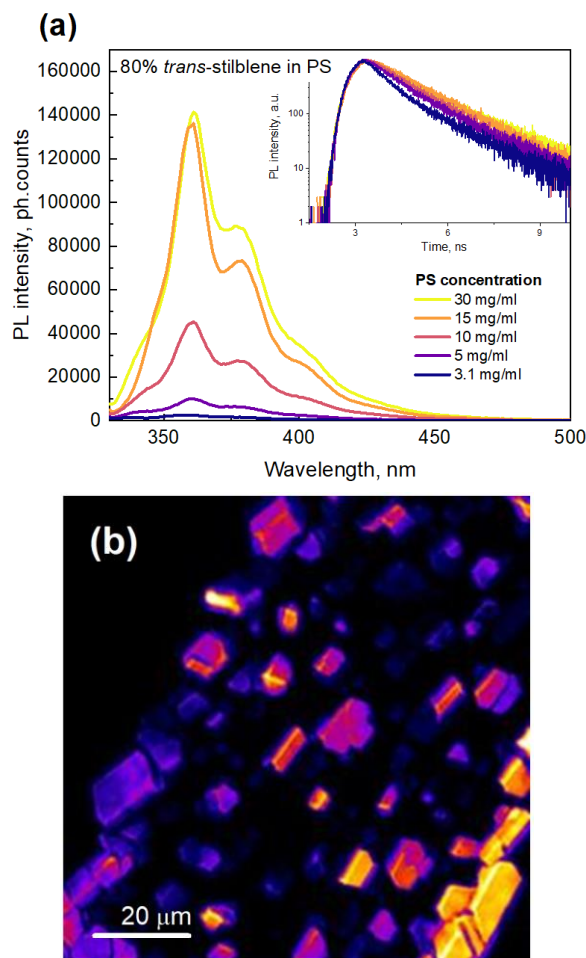 (a)
80% trans-stilbene in PS
PL intensity, ph.counts
160000
140000
120000
100000
80000
60000
40000
20000
0
350
400
450
500
Wavelength, nm
PL intensity, a.u.
100
10
1
3
6
9
Time, ns
PS concentration
30 mg/ml
15 mg/ml
10 mg/ml
5 mg/ml
3.1 mg/ml
(b)
20 μm